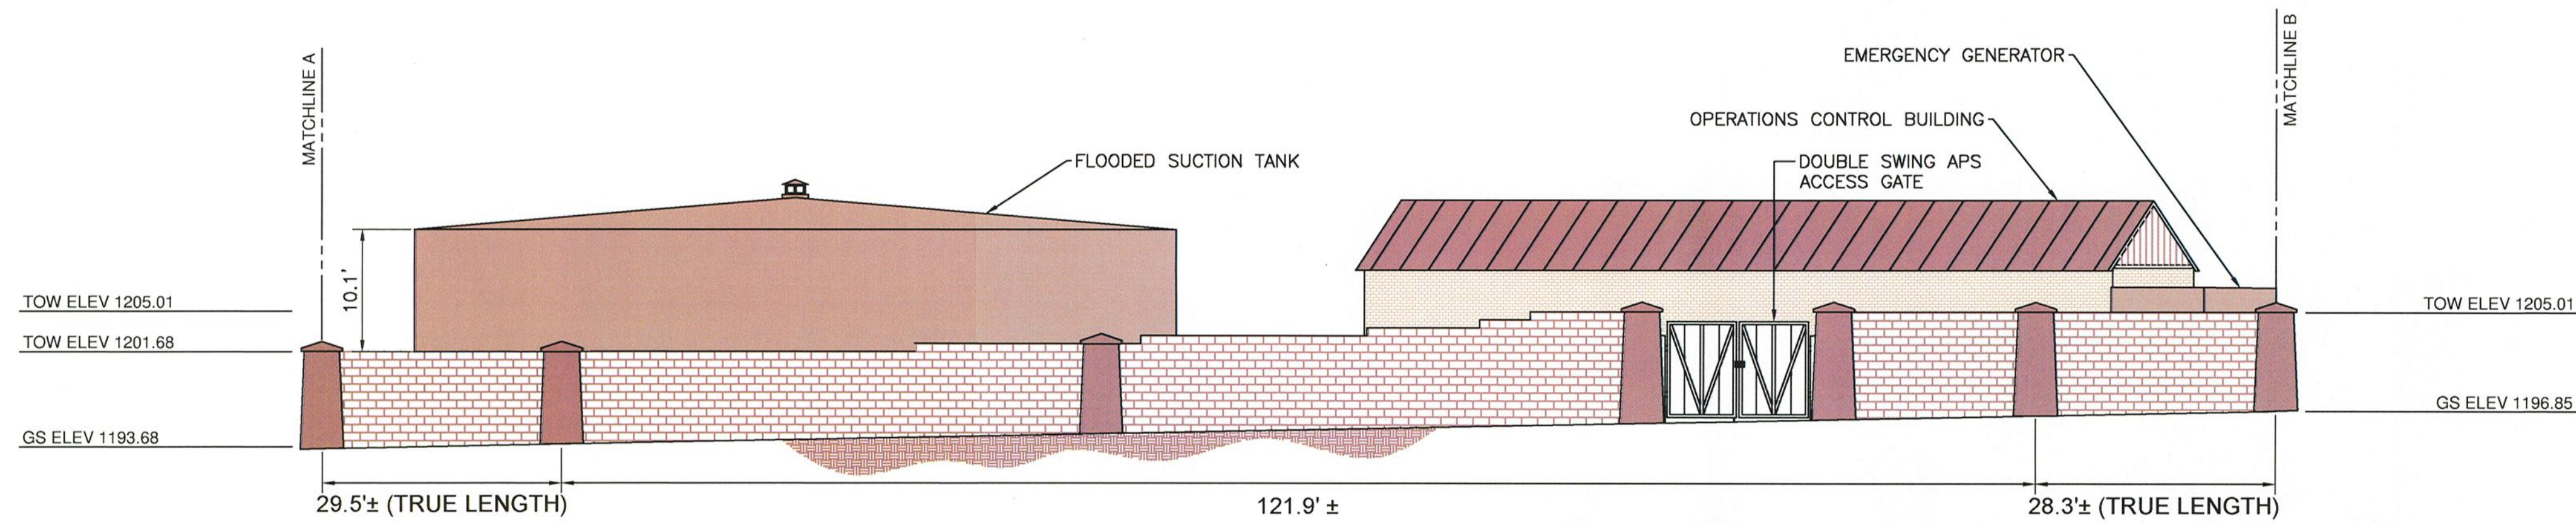 MATCHLINE A
MATCHLINE B
EMERGENCY GENERATOR
OPERATIONS CONTROL BUILDING
FLOODED SUCTION TANK
DOUBLE SWING APS
ACCESS GATE
10.1'
TOW ELEV 1205.01
TOW ELEV 1205.01
TOW ELEV 1201.68
GS ELEV 1196.85
GS ELEV 1193.68
29.5'± (TRUE LENGTH)
121.9' ±
28.3'± (TRUE LENGTH)